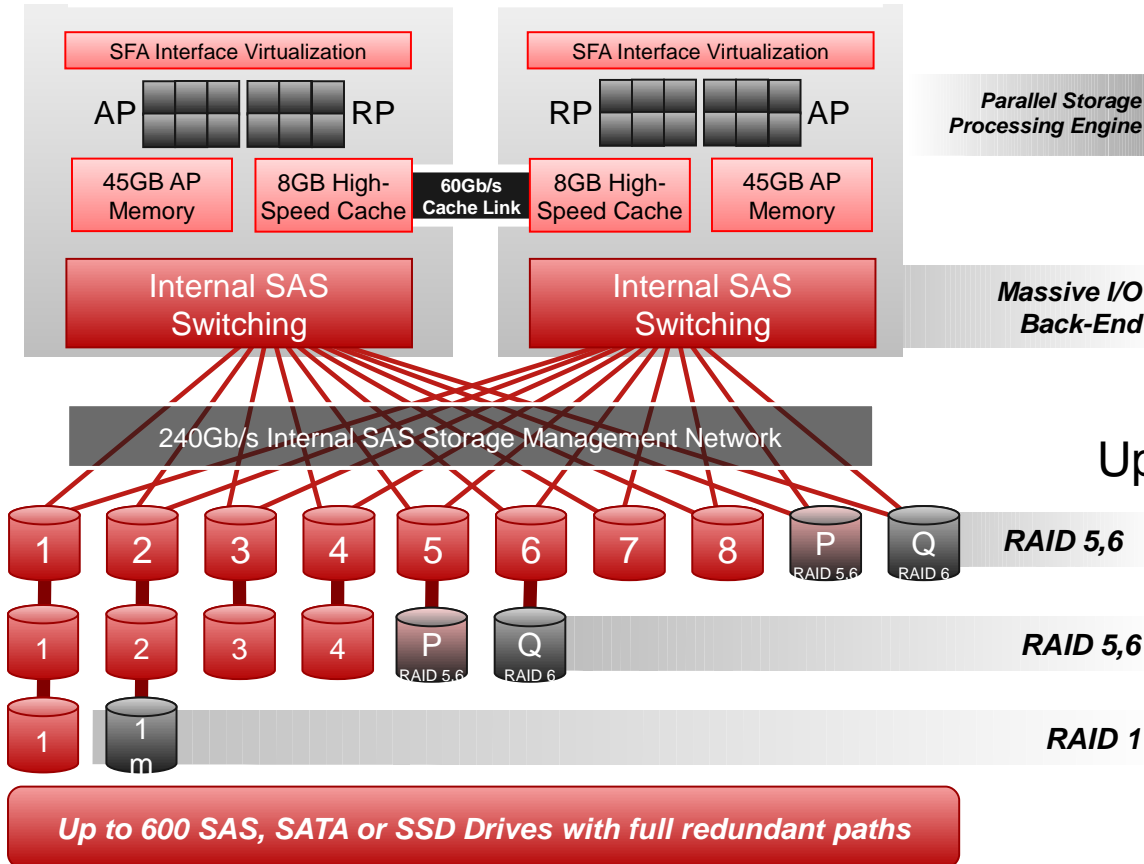 SFA Interface Virtualization
SFA Interface Virtualization
AP
RP
RP
AP
Parallel Storage
Processing Engine
45GB AP
Memory
8GB High-
Speed Cache
60Gb/s
Cache Link
8GB High-
Speed Cache
45GB AP
Memory
Internal SAS
Switching
Internal SAS
Switching
Massive I/O
Back-End
240Gb/s Internal SAS Storage Management Network
Up
1
2
3
4
5
6
7
8
P
RAID 5,6
Q
RAID 6
RAID 5,6
1
2
3
4
P
RAID 5,6
Q
RAID 6
RAID 5,6
1
1
m
RAID 1
Up to 600 SAS, SATA or SSD Drives with full redundant paths